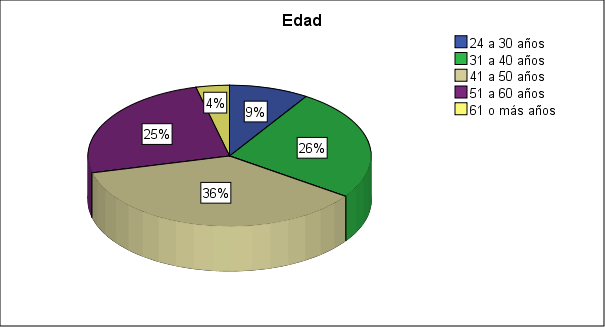 Edad
24 a 30 años
31 a 40 años
41 a 50 años
51 a 60 años
61 o más años
4%
9%
25%
26%
36%